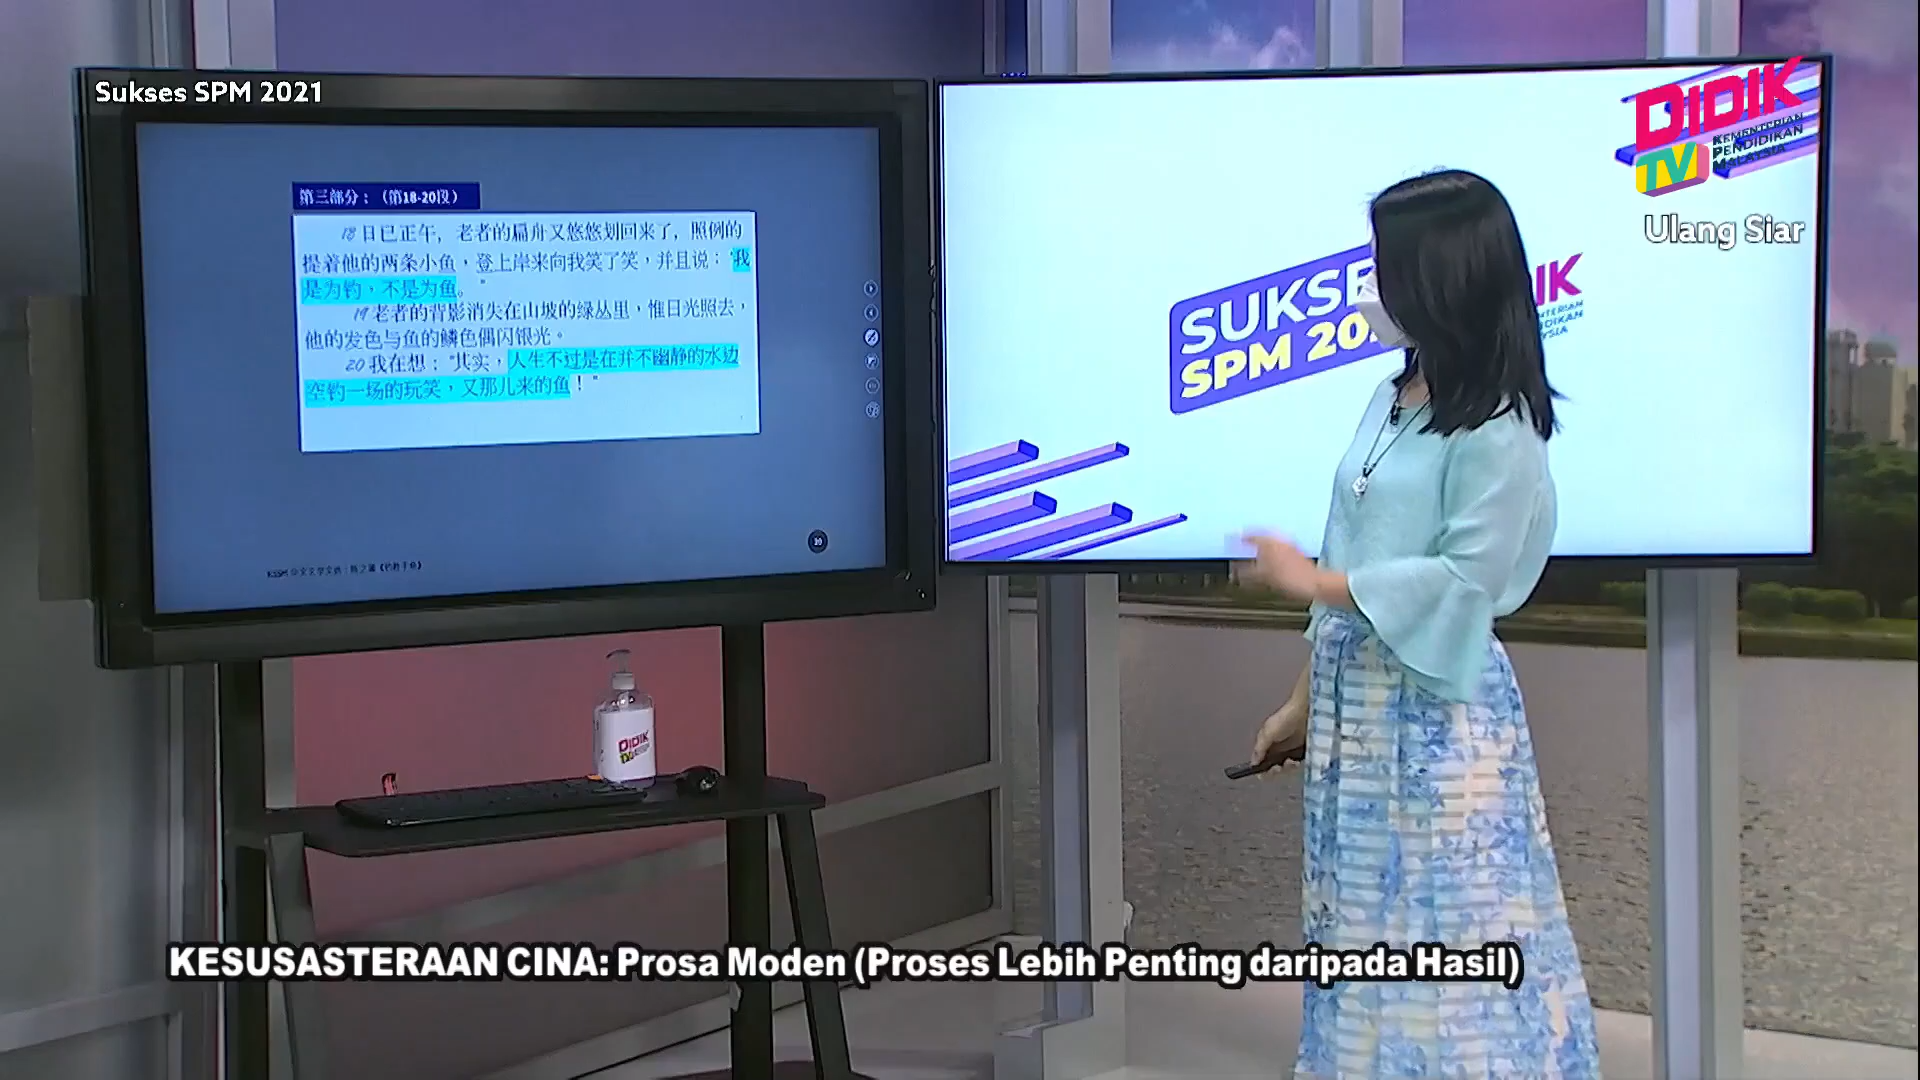 Sukses SPM 2021
第三部分：（第18-20段）
18 日已正午，老者的扁舟又悠悠划回来了，照例的
提着他的两条小鱼，登上岸来向我笑了笑，并且说："我
是为钓，不是为鱼。"
19 老者的背影消失在山坡的绿丛里，惟日光照去，
他的发色与鱼的鳞色偶闪银光。
20 我在想："其实，人生不过是在并不幽静的水边
空钓一场的玩笑，又那儿来的鱼！"
DIDIK
TV
KEMENTERIAN
PENDIDIKAN
MALAYSIA
Ulang Siar
SUKSE
SPM 20
IK
DIDIK
TV
KESUSASTERAAN CINA: Prosa Moden (Proses Lebih Penting daripada Hasil)